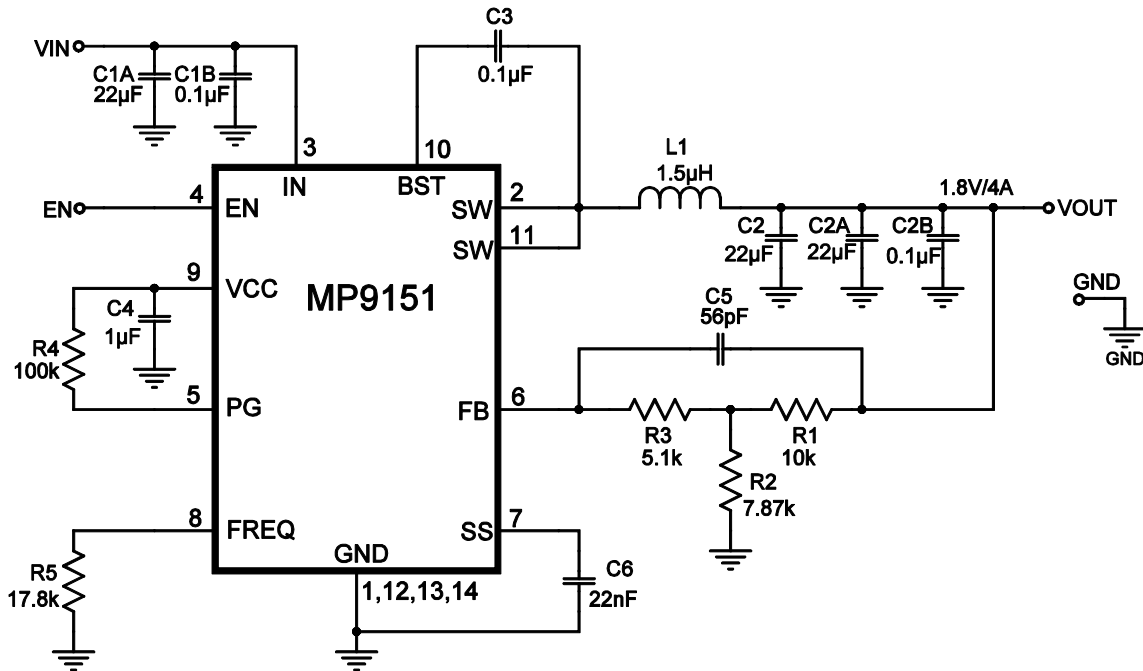 C3
0.1µF
VIN
C1A
22µF
C1B
0.1µF
3
10
IN
BST
EN
4
EN
SW
2
SW
11
L1
1.5µH
1.8V/4A
VOUT
C2
22µF
C2A
22µF
C2B
0.1µF
GND
GND
9
VCC
MP9151
C4
1µF
R4
100k
5
PG
C5
56pF
FB
6
R3
5.1k
R1
10k
R2
7.87k
8
FREQ
SS
7
GND
1,12,13,14
R5
17.8k
C6
22nF